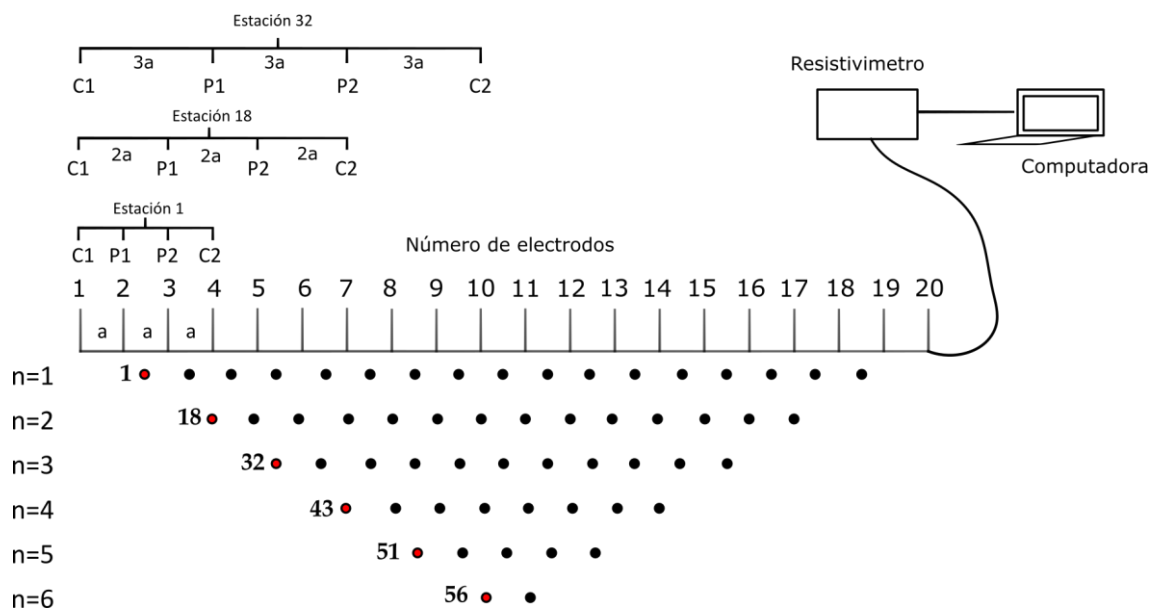 Estación 32
3a 3a 3a
C1 P1 P2 C2
Resistivimetro
Computadora
Estación 18
2a 2a 2a
C1 P1 P2 C2
Estación 1
C1 P1 P2 C2
Número de electrodos
1 2 3 4 5 6 7 8 9 10 11 12 13 14 15 16 17 18 19 20
a a a
n=1 1
n=2 18
n=3 32
n=4 43
n=5 51
n=6 56